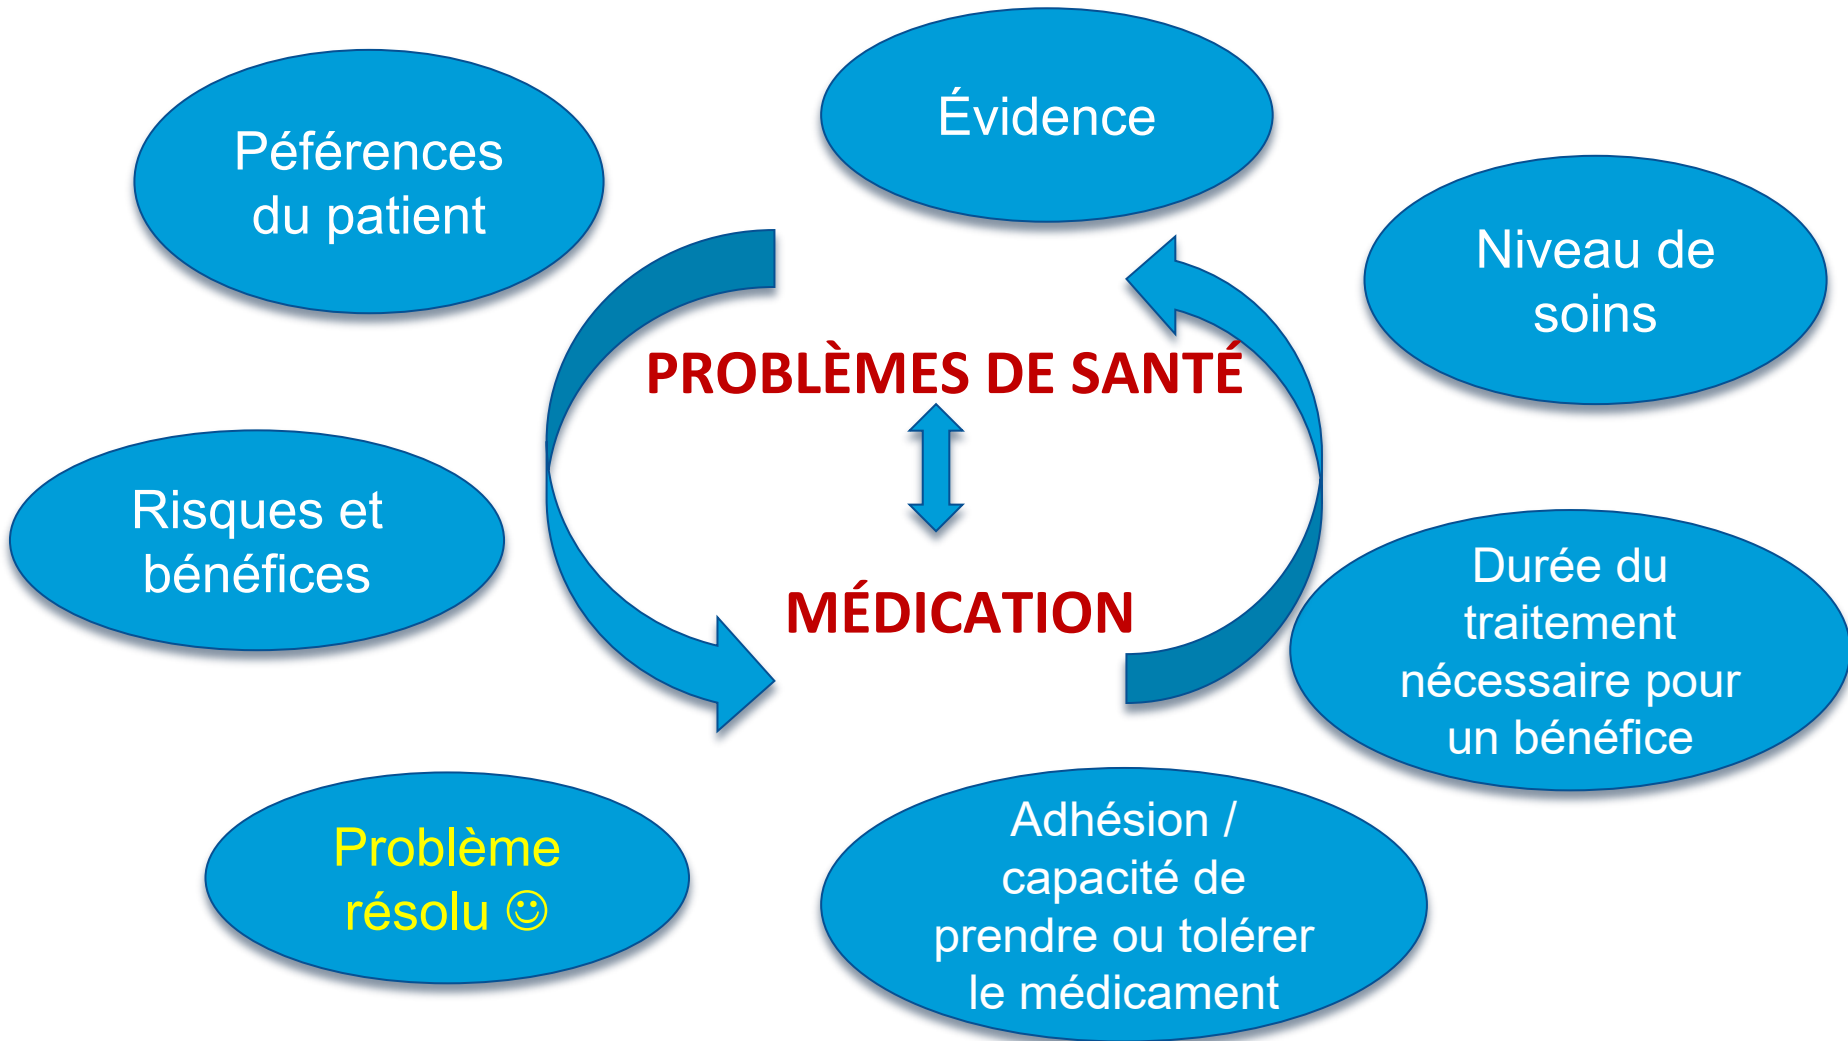 Évidence
Péférences
du patient
Niveau de
soins
PROBLÈMES DE SANTÉ
Risques et
bénéfices
MÉDICATION
Durée du
traitement
nécessaire pour
un bénéfice
Problème
résolu ☺
Adhésion /
capacité de
prendre ou tolérer
le médicament